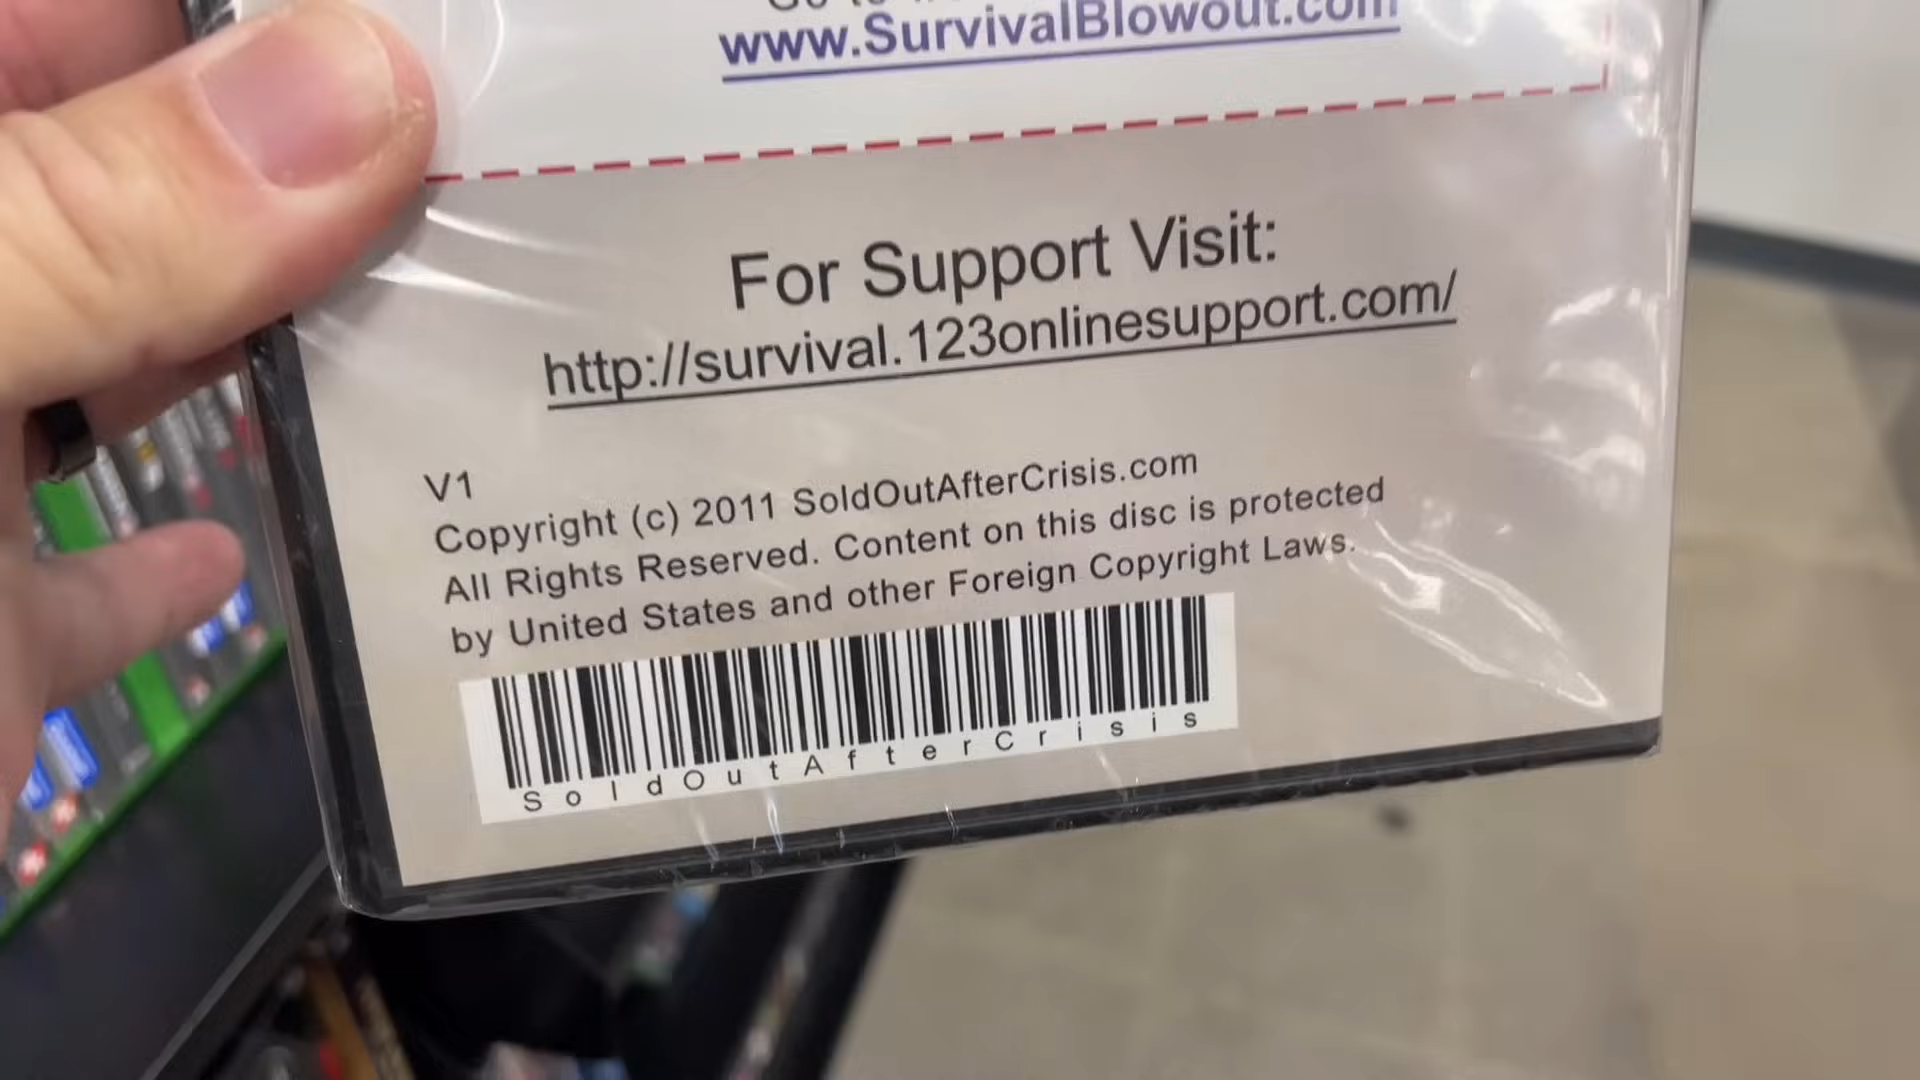 www.SurvivalBlowout.com
For Support Visit:
http://survival.123onlinesupport.com/
V1
Copyright (c) 2011 SoldOutAfterCrisis.com
All Rights Reserved. Content on this disc is protected
by United States and other Foreign Copyright Laws.
SoldOutAfterCrisis